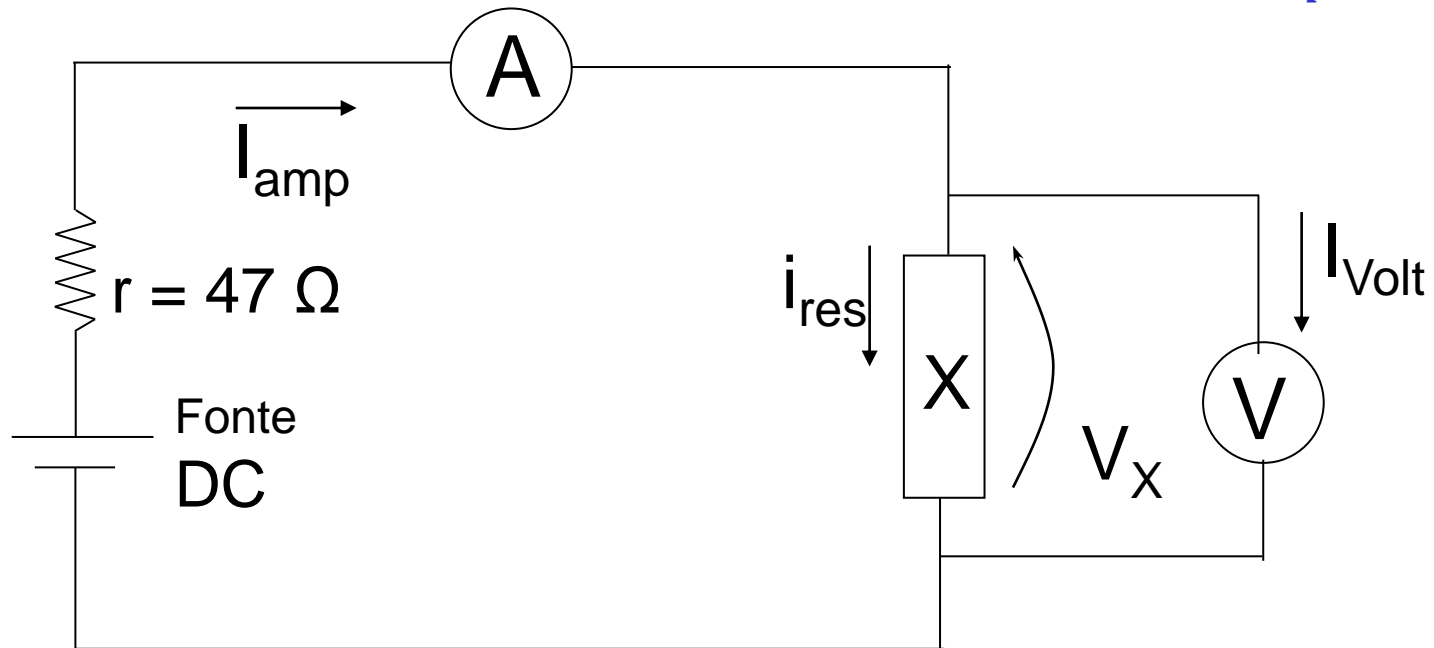 A
I_amp
r = 47 Ω
Fonte
DC
i_res
X
V_X
I_Volt
V